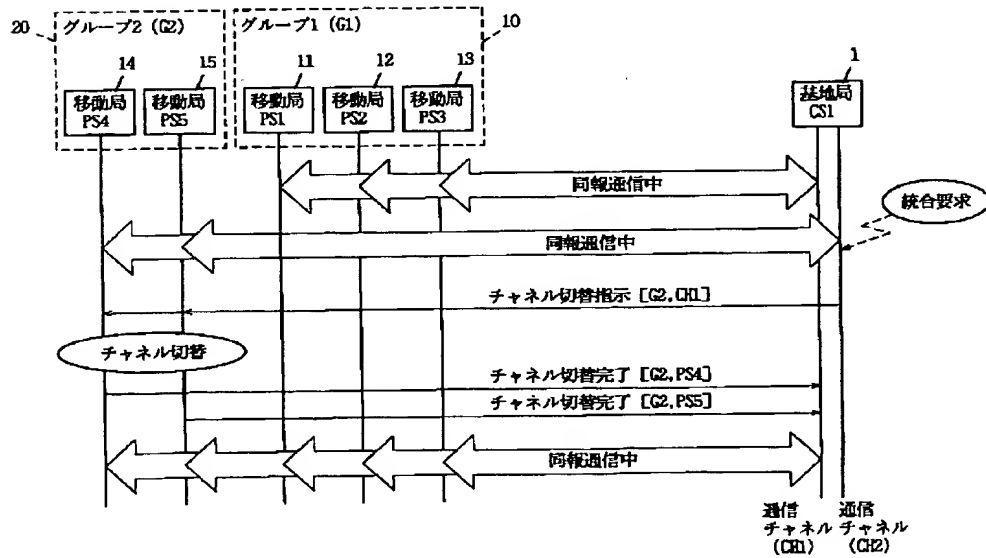 20
グループ2 (G2)
グループ1 (G1)
10
14
15
11
12
13
1
移動局
PS4
移動局
PS5
移動局
PS1
移動局
PS2
移動局
PS3
基地局
CS1
同報通信中
統合要求
同報通信中
チャネル切替指示 [G2,CH1]
チャネル切替
チャネル切替完了 [G2,PS4]
チャネル切替完了 [G2,PS5]
同報通信中
通信
チャネル
(CH1)
通信
チャネル
(CH2)